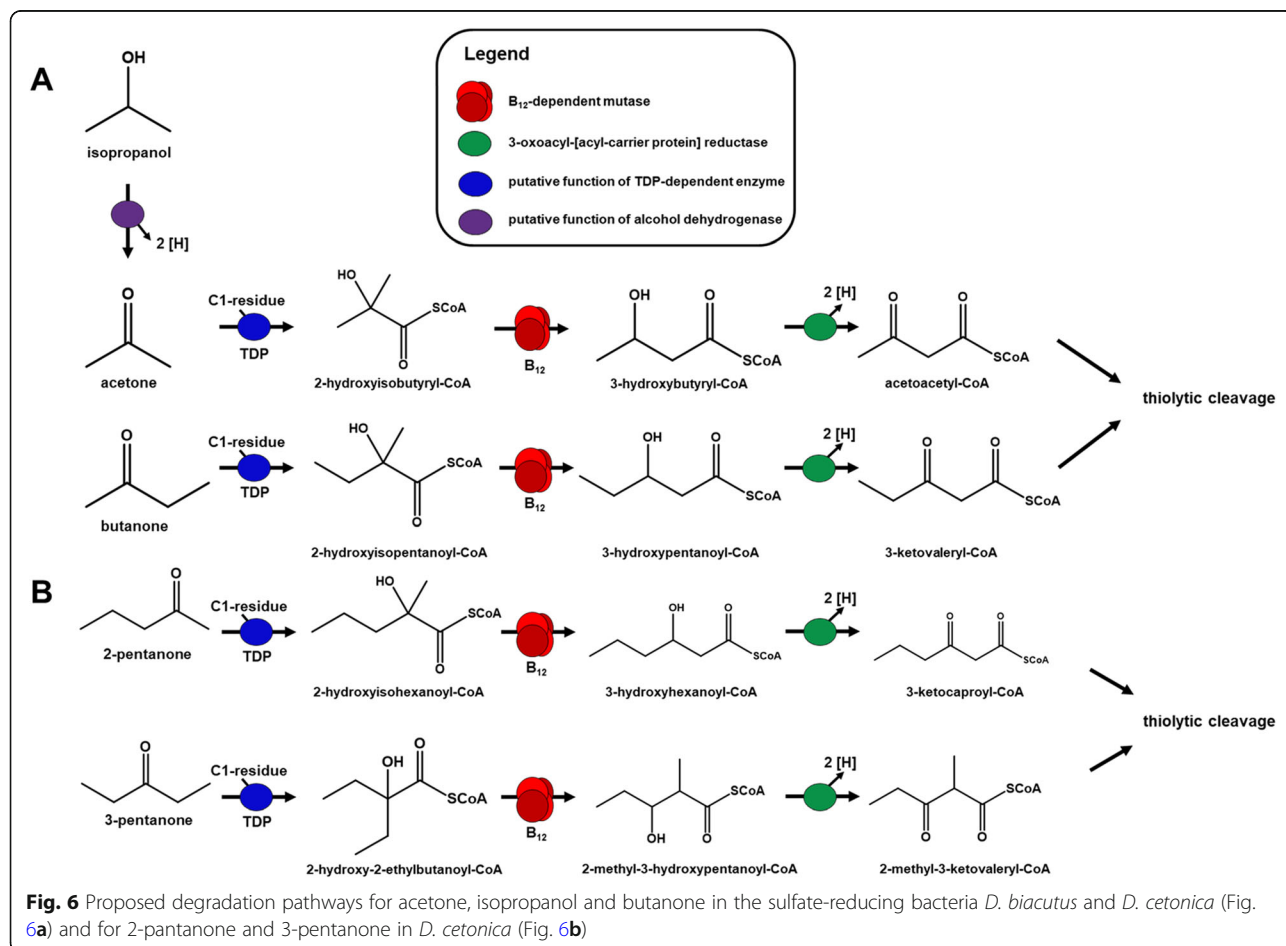 A
OH
isopropanol
2 [H]
Legend
B12-dependent mutase
3-oxoacyl-[acyl-carrier protein] reductase
putative function of TDP-dependent enzyme
putative function of alcohol dehydrogenase
O
acetone
C1-residue
TDP
HO
SCoA
O
2-hydroxyisobutyryl-CoA
B12
OH
O
SCoA
3-hydroxybutyryl-CoA
2 [H]
O
O
SCoA
acetoacetyl-CoA
thiolytic cleavage
O
butanone
C1-residue
TDP
HO
SCoA
O
2-hydroxyisopentanoyl-CoA
B12
OH
O
SCoA
3-hydroxypentanoyl-CoA
2 [H]
O
O
SCoA
3-ketovaleryl-CoA
B
O
2-pentanone
C1-residue
TDP
HO
SCoA
O
2-hydroxyisohexanoyl-CoA
B12
OH
O
SCoA
3-hydroxyhexanoyl-CoA
2 [H]
O
O
SCoA
3-ketocaproyl-CoA
thiolytic cleavage
O
3-pentanone
C1-residue
TDP
OH
O
SCoA
2-hydroxy-2-ethylbutanoyl-CoA
B12
SCoA
OH
O
2-methyl-3-hydroxypentanoyl-CoA
2 [H]
SCoA
O
O
2-methyl-3-ketovaleryl-CoA
Fig. 6 Proposed degradation pathways for acetone, isopropanol and butanone in the sulfate-reducing bacteria D. biacutus and D. cetonica (Fig.
6a) and for 2-pantanone and 3-pentanone in D. cetonica (Fig. 6b)